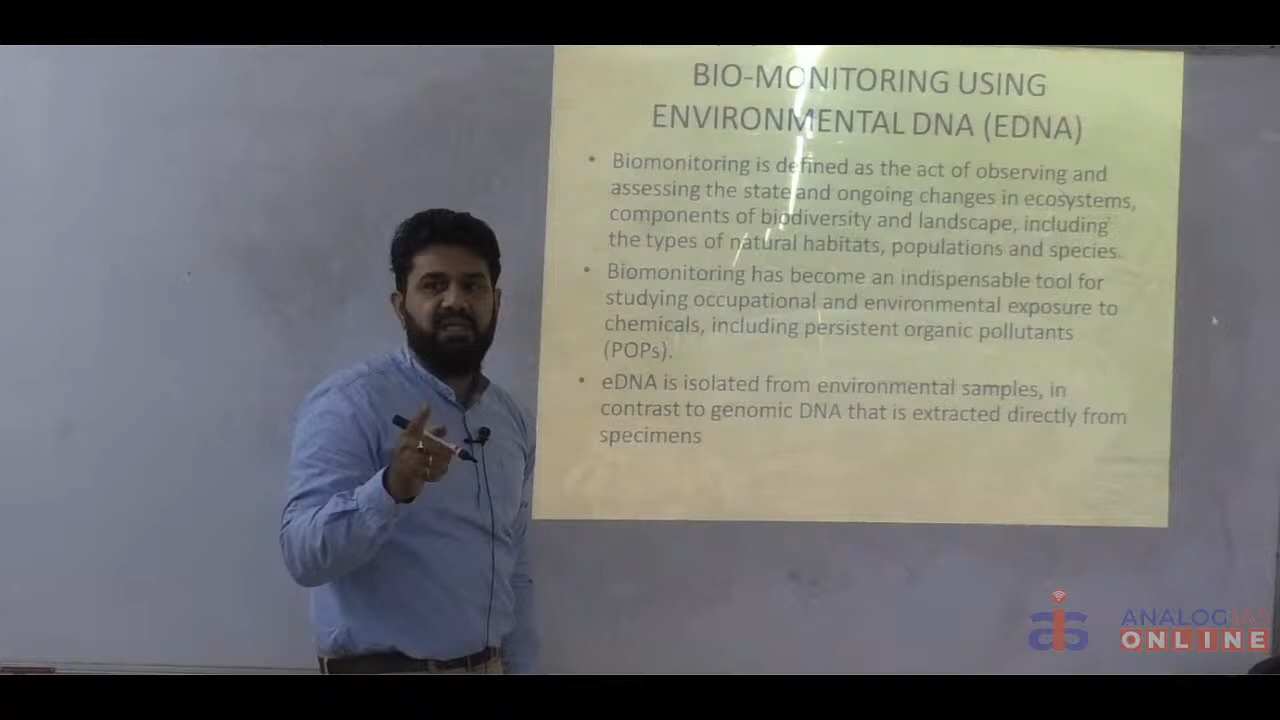 BIO-MONITORING USING
ENVIRONMENTAL DNA (EDNA)
• Biomonitoring is defined as the act of observing and
assessing the state and ongoing changes in ecosystems,
components of biodiversity and landscape, including
the types of natural habitats, populations and species.
• Biomonitoring has become an indispensable tool for
studying occupational and environmental exposure to
chemicals, including persistent organic pollutants
(POPs).
• eDNA is isolated from environmental samples, in
contrast to genomic DNA that is extracted directly from
specimens
ANALOG IAS
ONLINE